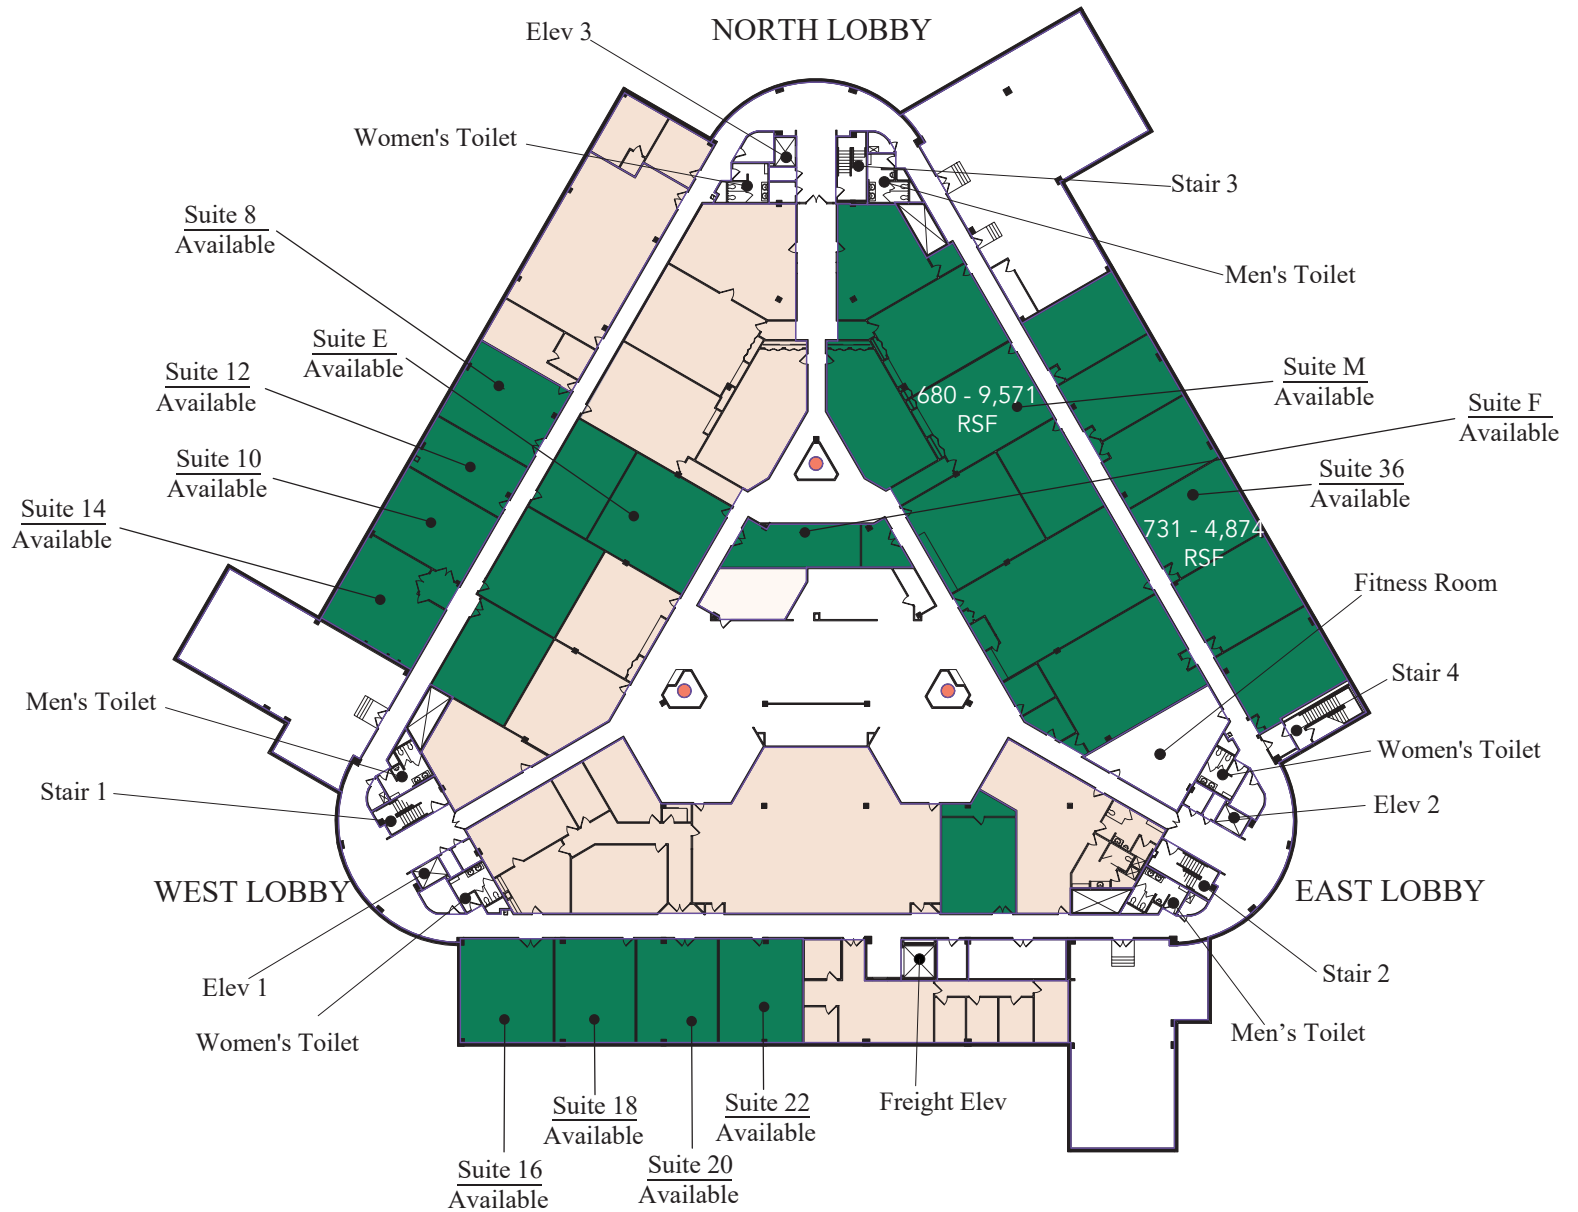 NORTH LOBBY
Elev 3
Women's Toilet
Stair 3
Suite 8
Available
Men's Toilet
Suite E
Available
Suite 12
Available
Suite M
Available
680 - 9,571
RSF
Suite F
Available
Suite 10
Available
Suite 36
Available
Suite 14
Available
731 - 4,874
RSF
Fitness Room
Stair 4
Men's Toilet
Women's Toilet
Stair 1
Elev 2
WEST LOBBY
EAST LOBBY
Elev 1
Stair 2
Women's Toilet
Men’s Toilet
Freight Elev
Suite 18
Available
Suite 22
Available
Suite 16
Available
Suite 20
Available